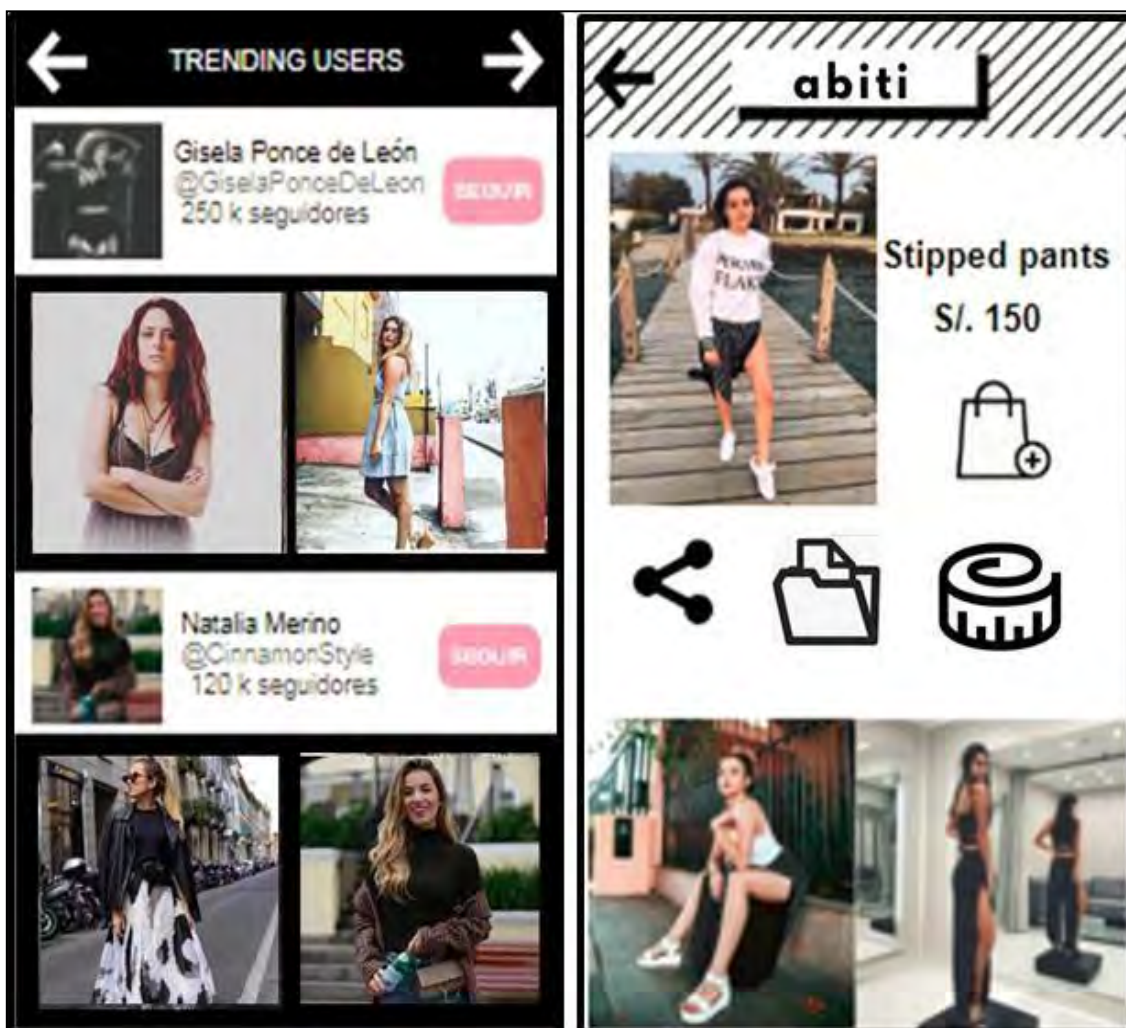 TRENDING USERS
Gisela Ponce de León
@GiselaPonceDeLeon
250 k seguidores
SEGUIR
Natalia Merino
@CinnamonStyle
120 k seguidores
SEGUIR
abiti
Stipped pants
S/. 150